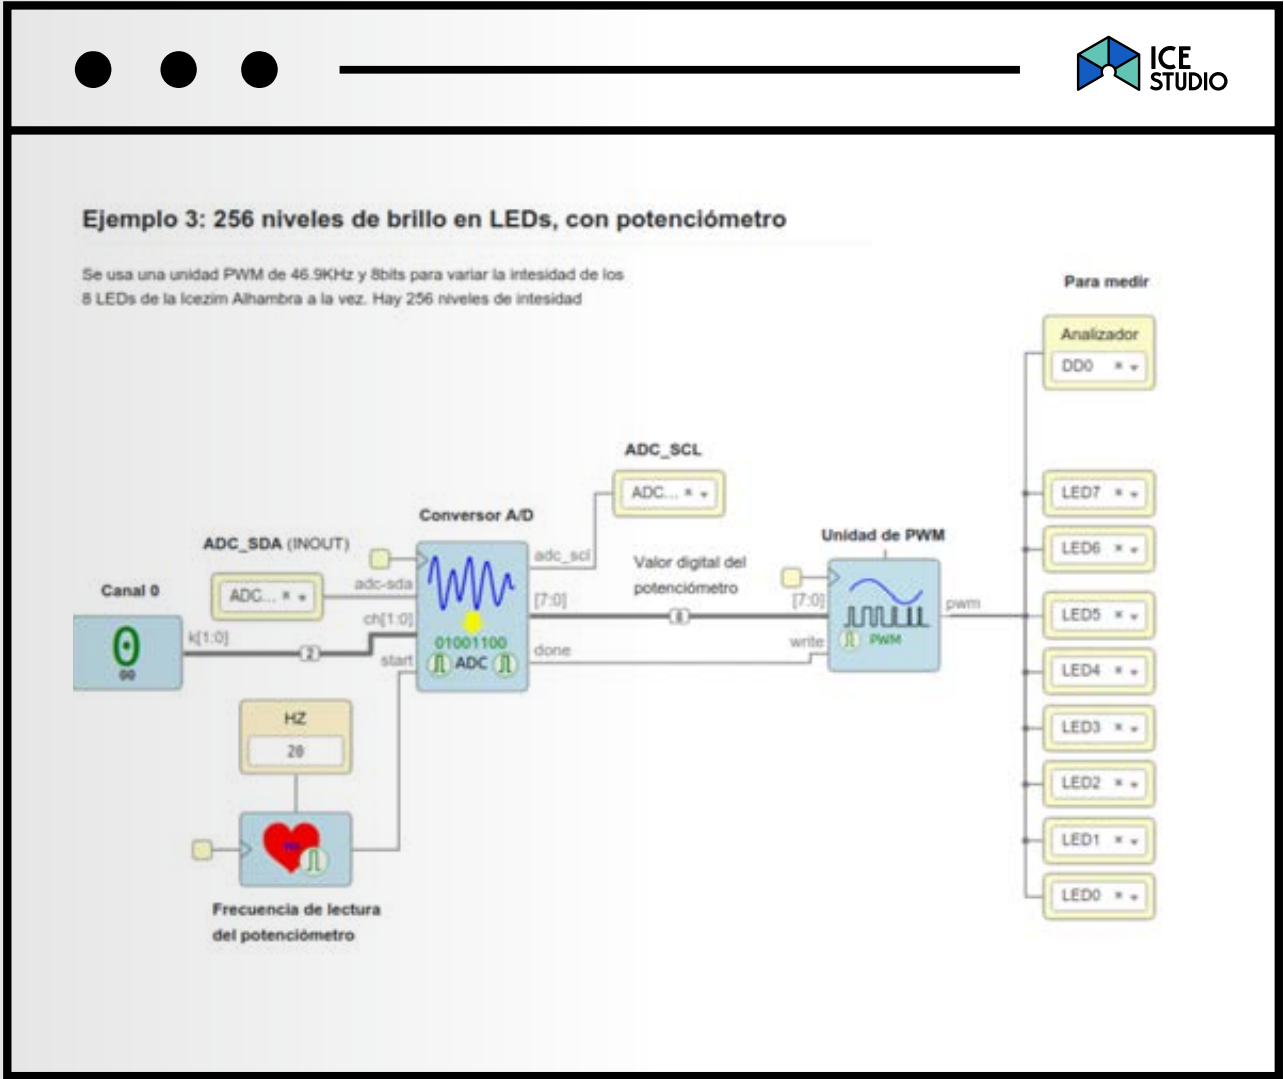 ICE
STUDIO
Ejemplo 3: 256 niveles de brillo en LEDs, con potenciómetro
Se usa una unidad PWM de 46.9KHz y 8bits para variar la intesidad de los
8 LEDs de la Icezim Alhambra a la vez. Hay 256 niveles de intesidad
Para medir
Analizador
DD0
ADC_SCL
ADC...
LED7
Conversor A/D
Unidad de PWM
ADC_SDA (INOUT)
adc_scl
Valor digital del
potenciómetro
LED6
Canal 0
ADC...
adc-sda
[7:0]
[7:0]
pwm
LED5
0
00
k[1:0]
2
ch[1:0]
01001100
ADC
8
PWM
start
done
write
LED4
HZ
20
LED3
LED2
LED1
LED0
Frecuencia de lectura
del potenciómetro